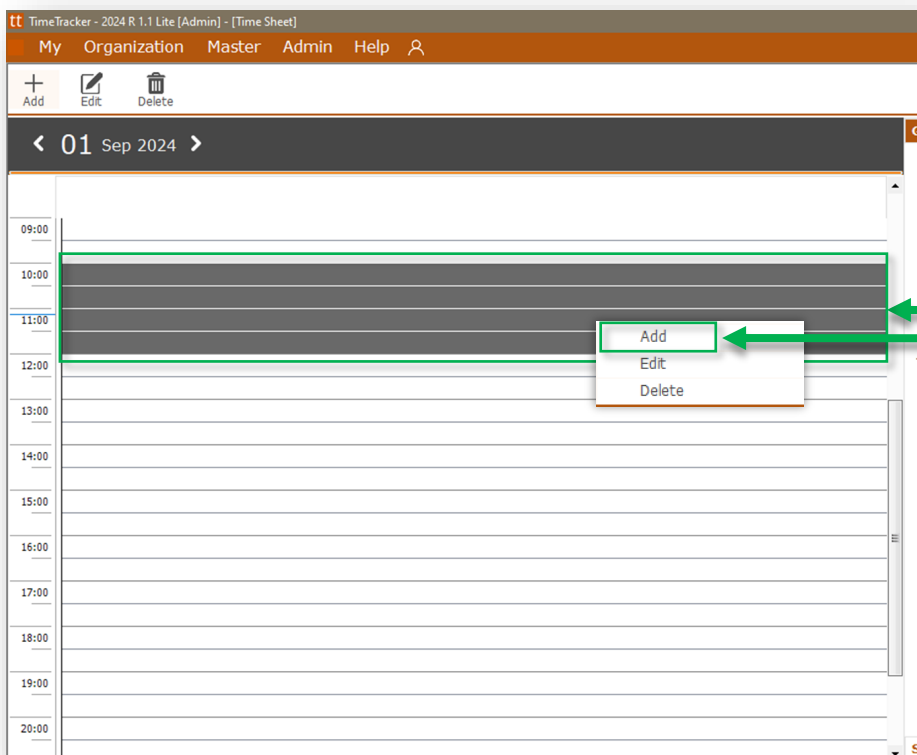 tt TimeTracker - 2024 R 1.1 Lite [Admin] - [Time Sheet]
My Organization Master Admin Help
Add Edit Delete
01 Sep 2024
09:00
10:00
11:00
Add
Edit
12:00
Delete
13:00
14:00
15:00
16:00
17:00
18:00
19:00
20:00